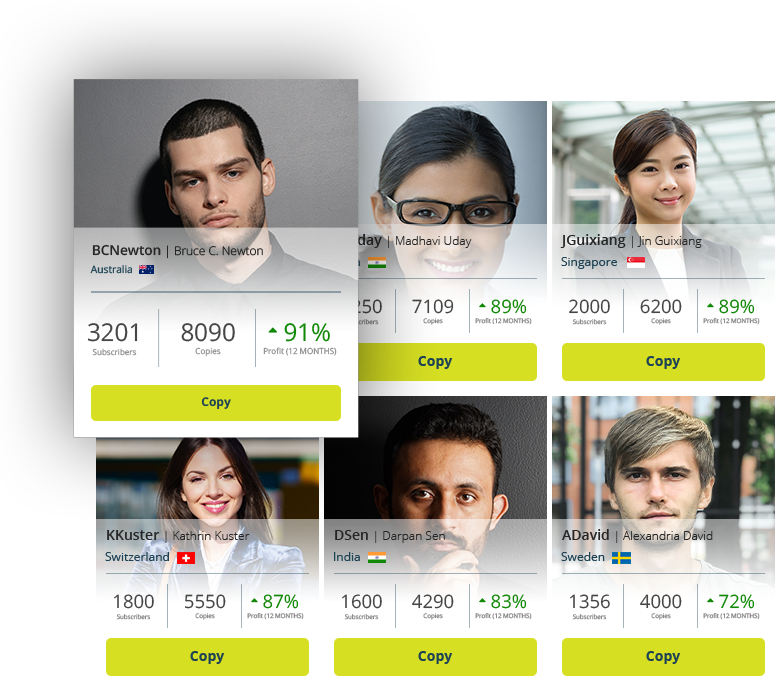 BCNewton | Bruce C. Newton
Australia
3201 8090 91%
Subscribers Copies Profit (12 MONTHS)
Copy
day | Madhavi Uday
250 7109 89%
Copies Profit (12 MONTHS)
Copy
JGuixiang | Jin Guixiang
Singapore
2000 6200 89%
Subscribers Copies Profit (12 MONTHS)
Copy
KKuster | Kathrin Kuster
Switzerland
1800 5550 87%
Subscribers Copies Profit (12 MONTHS)
Copy
DSen | Darpan Sen
India
1600 4290 83%
Subscribers Copies Profit (12 MONTHS)
Copy
ADavid | Alexandria David
Sweden
1356 4000 72%
Subscribers Copies Profit (12 MONTHS)
Copy